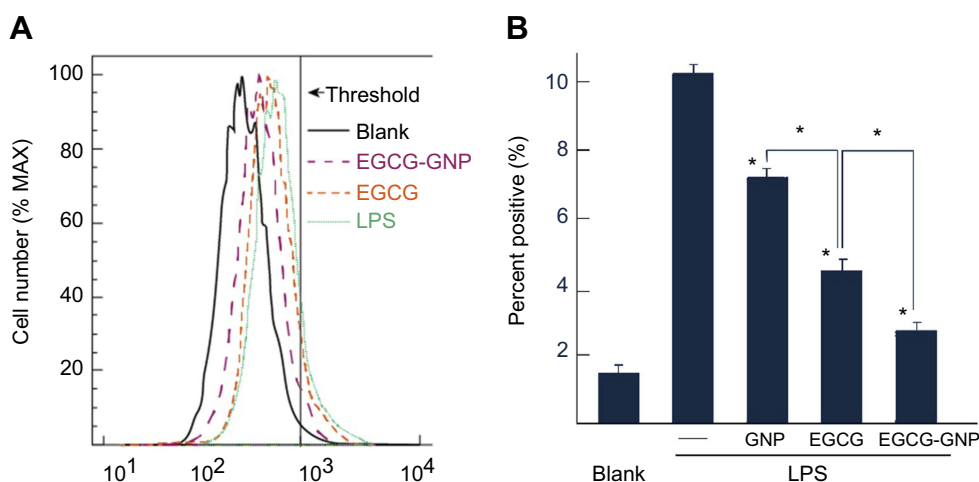 A
Cell number (% MAX)
100
80
60
40
20
10¹ 10² 10³ 10⁴
Threshold
Blank
EGCG-GNP
EGCG
LPS
B
Percent positive (%)
10
8
6
4
2
* *
*
*
*
— GNP EGCG EGCG-GNP
Blank LPS